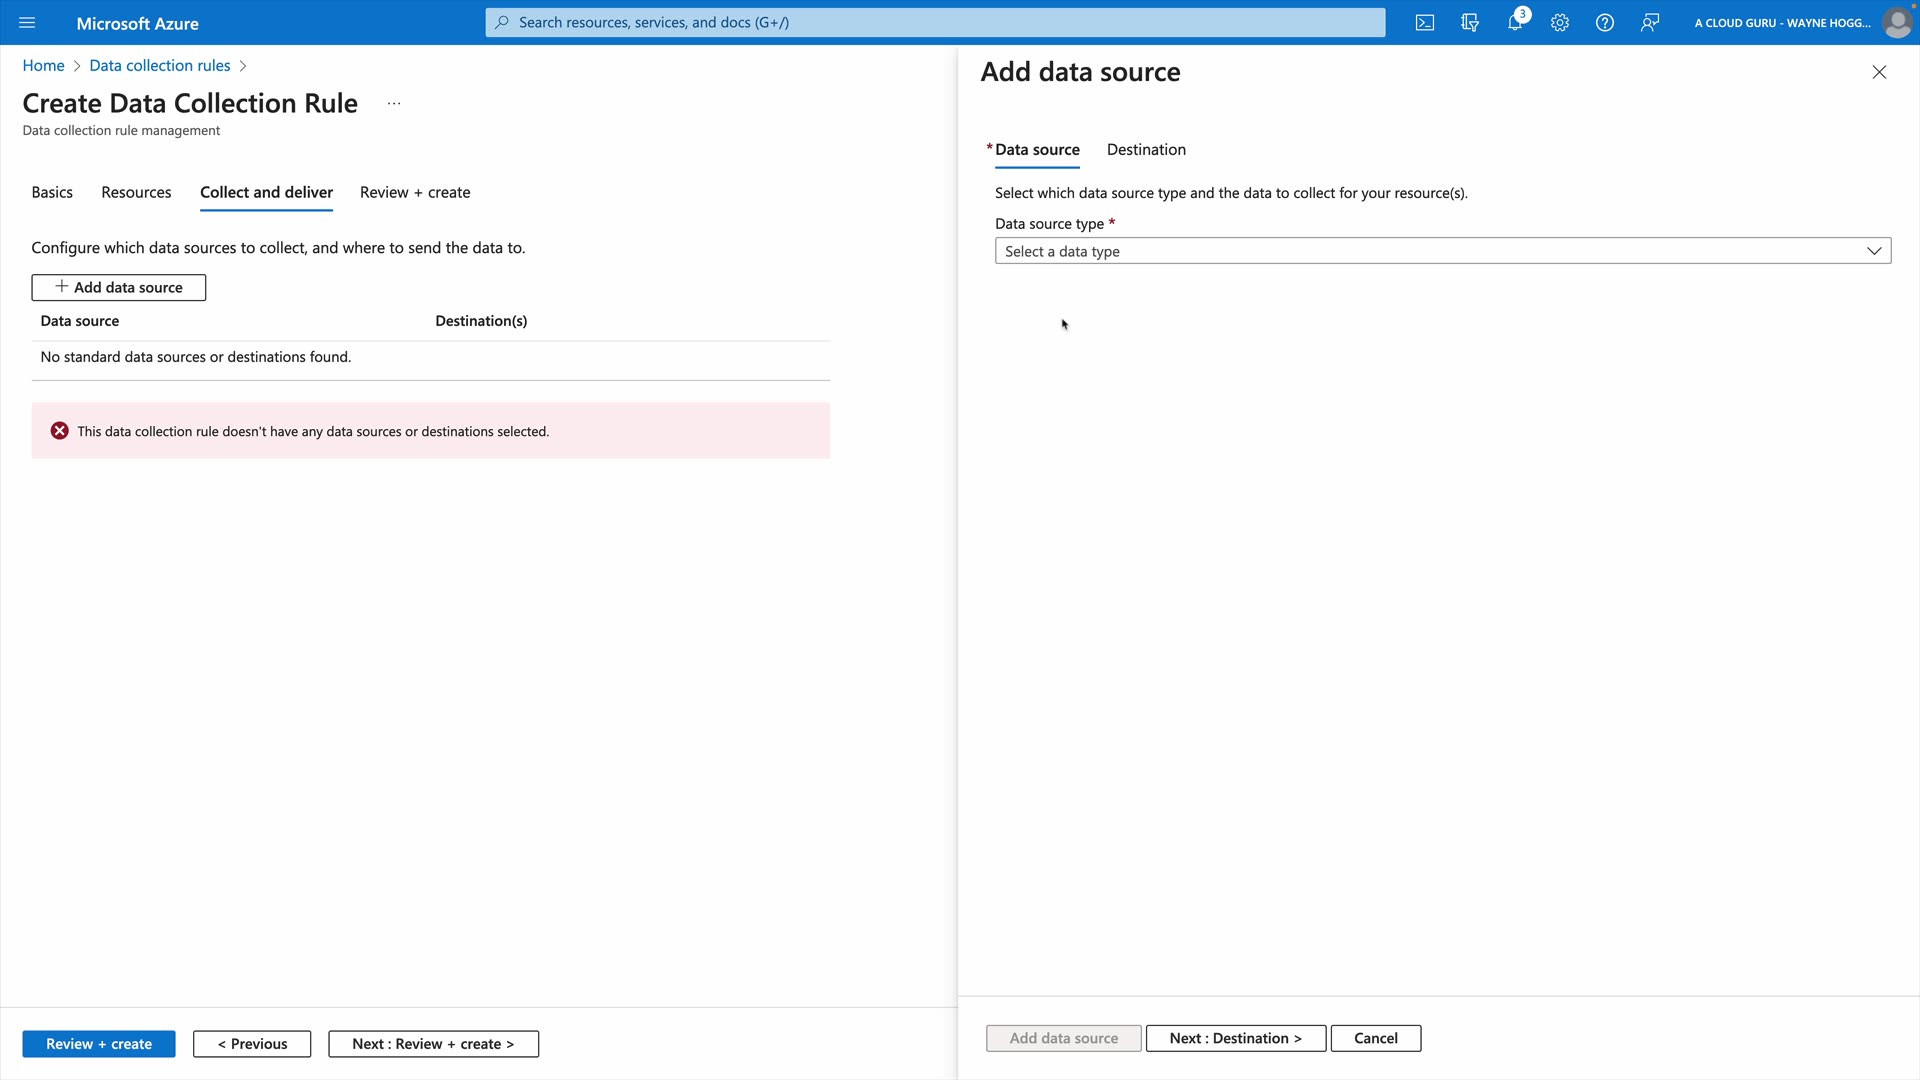 Microsoft Azure
Search resources, services, and docs (G+/)
3
A CLOUD GURU - WAYNE HOGG...
Home > Data collection rules >
Create Data Collection Rule ...
Data collection rule management
Basics Resources Collect and deliver Review + create
Configure which data sources to collect, and where to send the data to.
+ Add data source
Data source Destination(s)
No standard data sources or destinations found.
This data collection rule doesn't have any data sources or destinations selected.
Review + create < Previous Next : Review + create >
Add data source
* Data source Destination
Select which data source type and the data to collect for your resource(s).
Data source type *
Select a data type
Add data source Next : Destination > Cancel